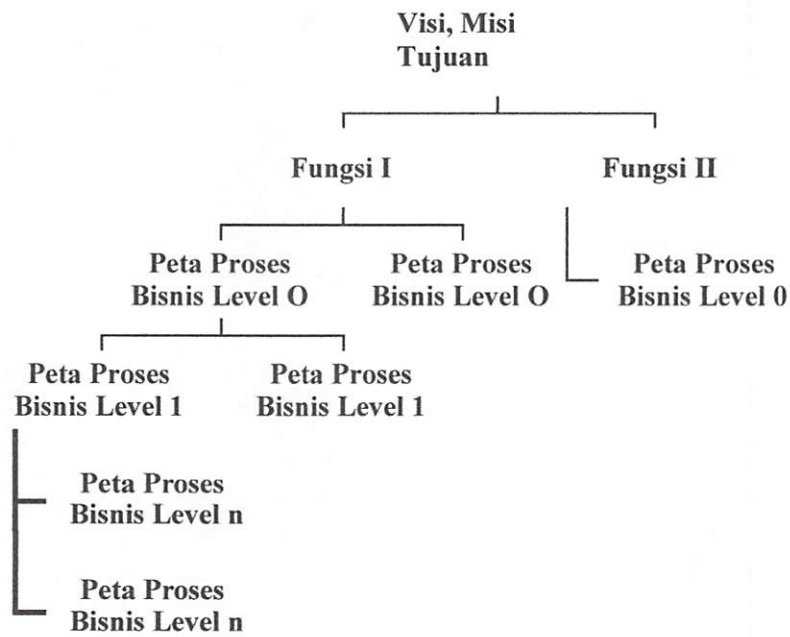 Visi, Misi
Tujuan
Fungsi I
Fungsi II
Peta Proses
Bisnis Level O
Peta Proses
Bisnis Level O
Peta Proses
Bisnis Level 0
Peta Proses
Bisnis Level 1
Peta Proses
Bisnis Level 1
Peta Proses
Bisnis Level n
Peta Proses
Bisnis Level n